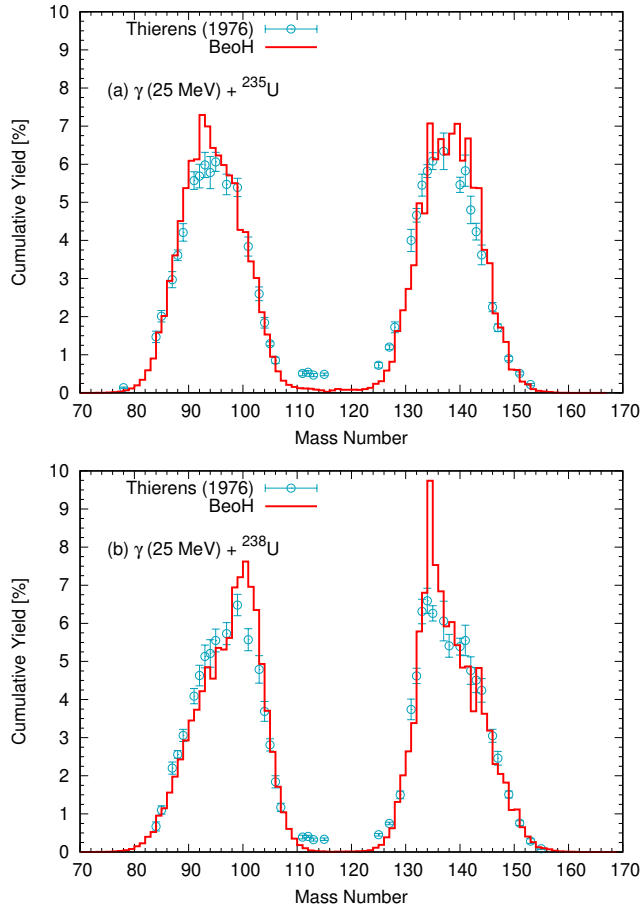 10
9
8
7
6
5
4
3
2
1
0
Cumulative Yield [%]
Thierens (1976)
BeoH
(a) γ (25 MeV) + ²³⁵U
70 80 90 100 110 120 130 140 150 160 170
Mass Number
10
9
8
7
6
5
4
3
2
1
0
Cumulative Yield [%]
Thierens (1976)
BeoH
(b) γ (25 MeV) + ²³⁸U
70 80 90 100 110 120 130 140 150 160 170
Mass Number